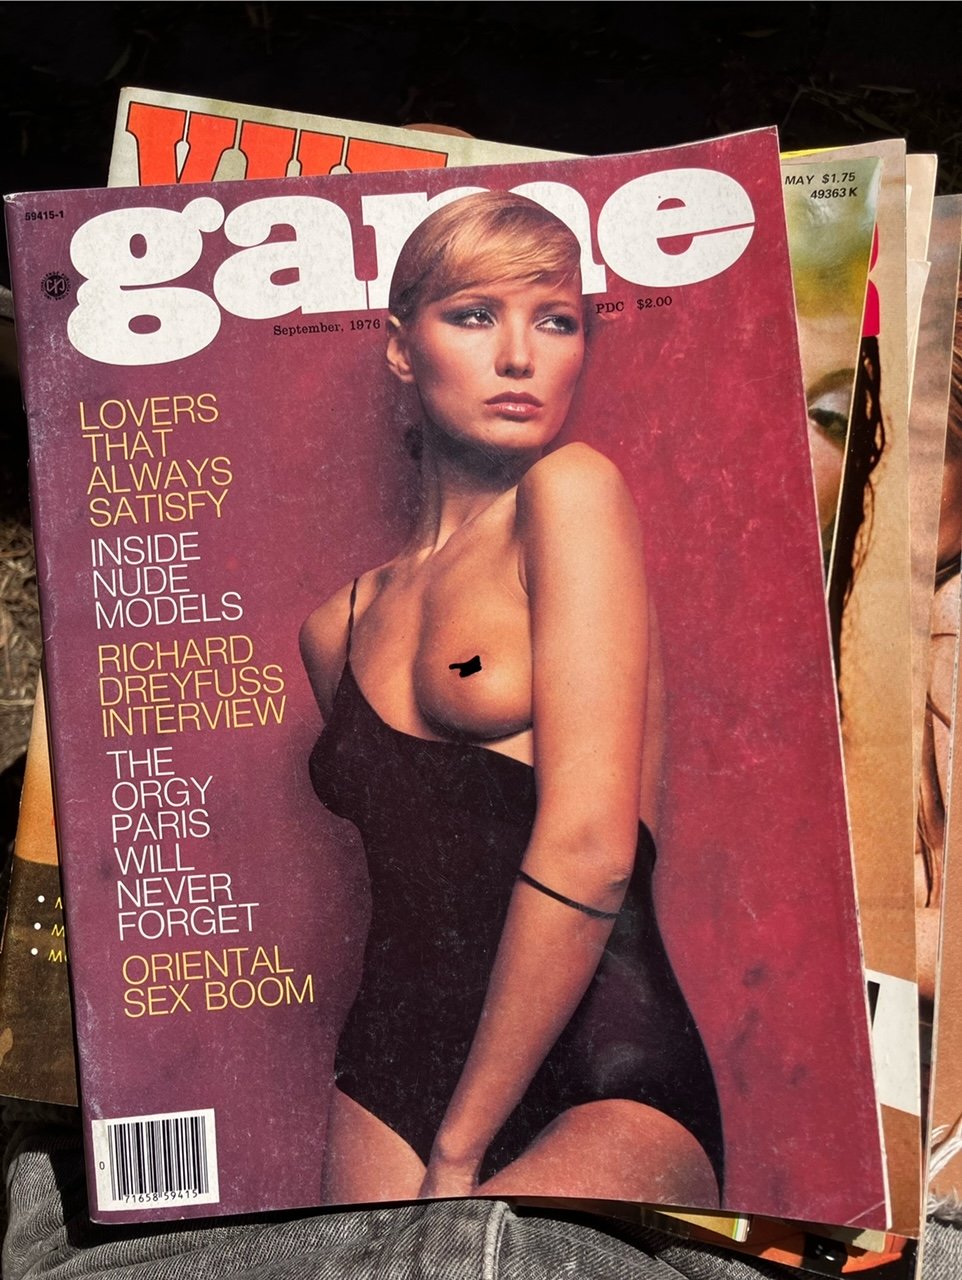 MAY $1.75
49363 K
59415-1
game
September, 1976
PDC $2.00
LOVERS
THAT
ALWAYS
SATISFY
INSIDE
NUDE
MODELS
RICHARD
DREYFUSS
INTERVIEW
THE
ORGY
PARIS
WILL
NEVER
FORGET
ORIENTAL
SEX BOOM
0
71658 59415